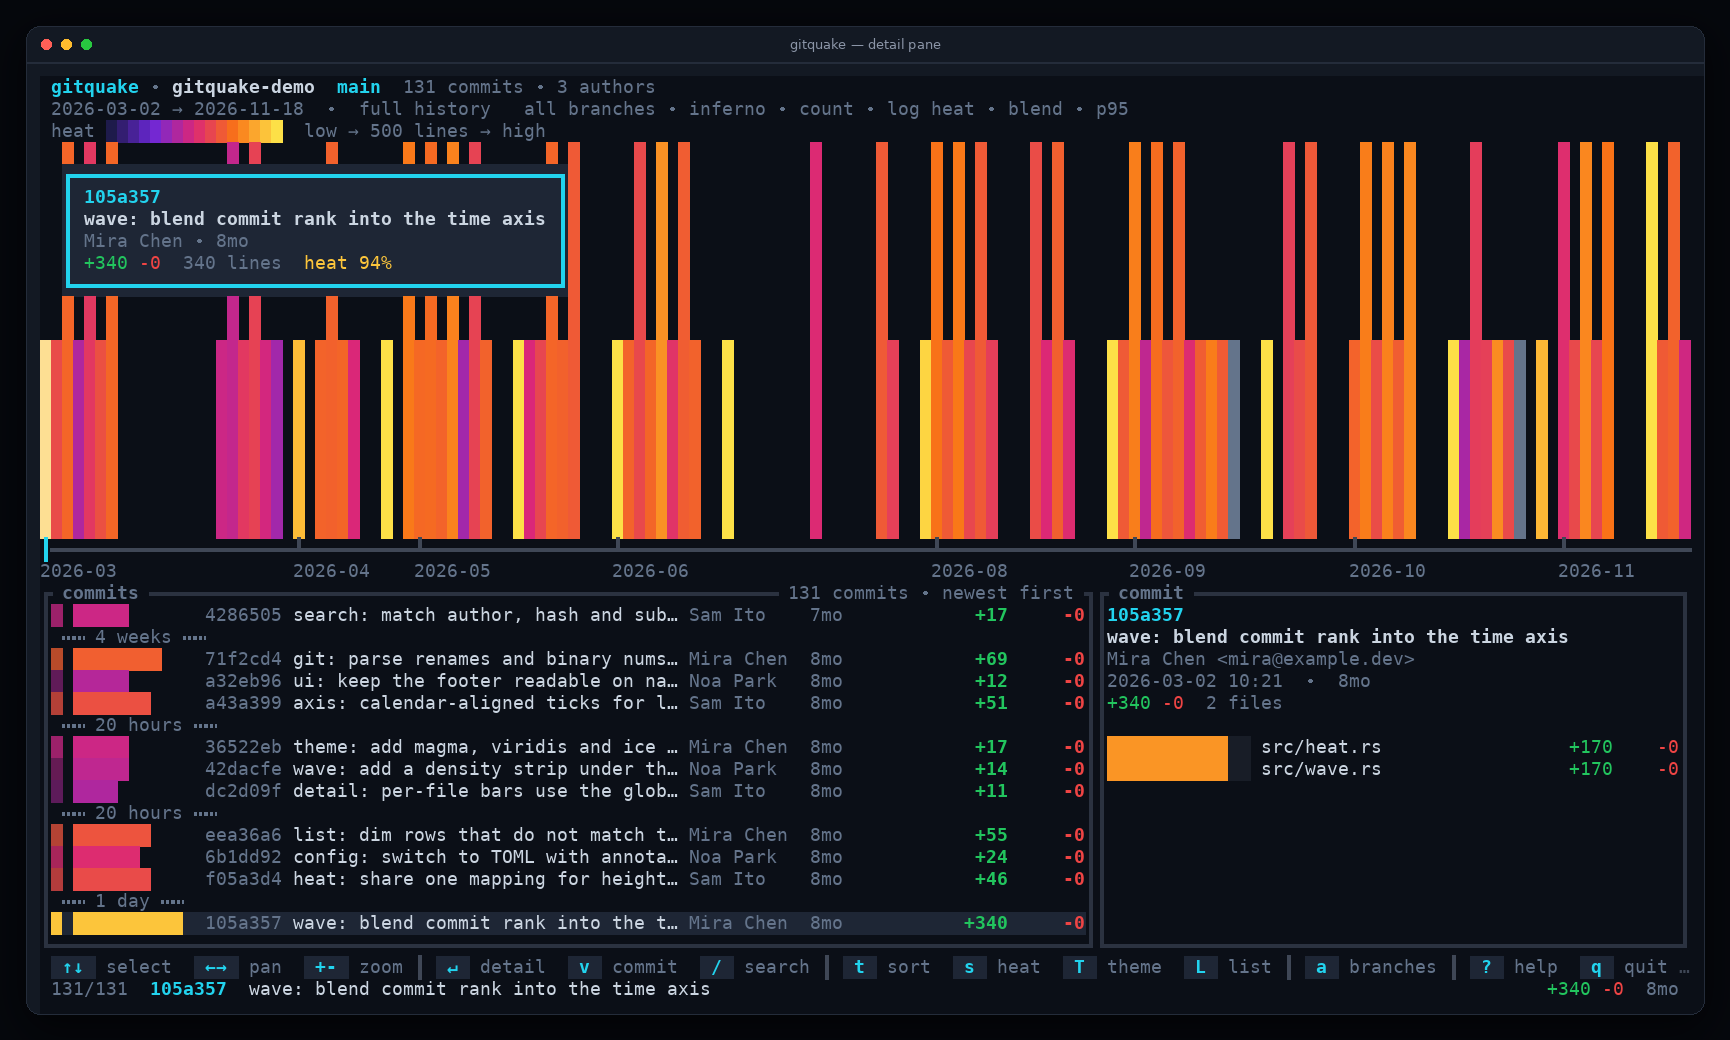 gitquake — detail pane
gitquake • gitquake-demo  main  131 commits • 3 authors
2026-03-02 → 2026-11-18  •  full history   all branches • inferno • count • log heat • blend • p95
heat  low → 500 lines → high
105a357
wave: blend commit rank into the time axis
Mira Chen • 8mo
+340 -0  340 lines  heat 94%
2026-03  2026-04  2026-05  2026-06  2026-08  2026-09  2026-10  2026-11
commits  131 commits • newest first
4286505 search: match author, hash and sub… Sam Ito  7mo  +17  -0
4 weeks
71f2cd4 git: parse renames and binary nums… Mira Chen  8mo  +69  -0
a32eb96 ui: keep the footer readable on na… Noa Park  8mo  +12  -0
a43a399 axis: calendar-aligned ticks for l… Sam Ito  8mo  +51  -0
20 hours
36522eb theme: add magma, viridis and ice … Mira Chen  8mo  +17  -0
42dacfe wave: add a density strip under th… Noa Park  8mo  +14  -0
dc2d09f detail: per-file bars use the glob… Sam Ito  8mo  +11  -0
20 hours
eea36a6 list: dim rows that do not match t… Mira Chen  8mo  +55  -0
6b1dd92 config: switch to TOML with annota… Noa Park  8mo  +24  -0
f05a3d4 heat: share one mapping for height… Sam Ito  8mo  +46  -0
1 day
105a357 wave: blend commit rank into the t… Mira Chen  8mo  +340  -0
commit
105a357
wave: blend commit rank into the time axis
Mira Chen <mira@example.dev>
2026-03-02 10:21  •  8mo
+340 -0  2 files
src/heat.rs  +170  -0
src/wave.rs  +170  -0
↑↓ select  ←→ pan  +- zoom  ↵ detail  v commit  / search  t sort  s heat  T theme  L list  a branches  ? help  q quit …
131/131  105a357  wave: blend commit rank into the time axis  +340 -0  8mo